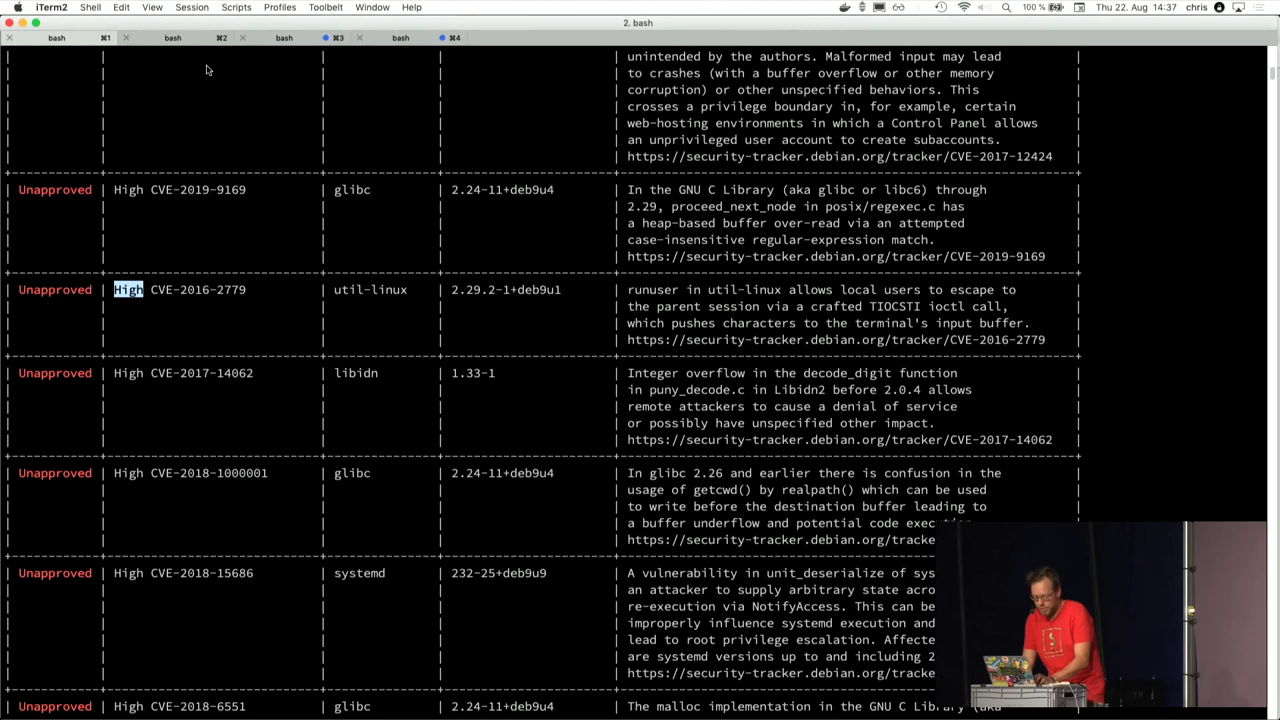 iTerm2 Shell Edit View Session Scripts Profiles Toolbelt Window Help 100 % Thu 22. Aug 14:37 chris
2. bash
bash ⌘1 bash ⌘2 bash ⌘3 bash ⌘4
unintended by the authors. Malformed input may lead
to crashes (with a buffer overflow or other memory
corruption) or other unspecified behaviors. This
crosses a privilege boundary in, for example, certain
web-hosting environments in which a Control Panel allows
an unprivileged user account to create subaccounts.
https://security-tracker.debian.org/tracker/CVE-2017-12424
Unapproved | High CVE-2019-9169 | glibc | 2.24-11+deb9u4 | In the GNU C Library (aka glibc or libc6) through
2.29, proceed_next_node in posix/regexec.c has
a heap-based buffer over-read via an attempted
case-insensitive regular-expression match.
https://security-tracker.debian.org/tracker/CVE-2019-9169
Unapproved | High CVE-2016-2779 | util-linux | 2.29.2-1+deb9u1 | runuser in util-linux allows local users to escape to
the parent session via a crafted TIOCSTI ioctl call,
which pushes characters to the terminal's input buffer.
https://security-tracker.debian.org/tracker/CVE-2016-2779
Unapproved | High CVE-2017-14062 | libidn | 1.33-1 | Integer overflow in the decode_digit function
in puny_decode.c in Libidn2 before 2.0.4 allows
remote attackers to cause a denial of service
or possibly have unspecified other impact.
https://security-tracker.debian.org/tracker/CVE-2017-14062
Unapproved | High CVE-2018-1000001 | glibc | 2.24-11+deb9u4 | In glibc 2.26 and earlier there is confusion in the
usage of getcwd() by realpath() which can be used
to write before the destination buffer leading to
a buffer underflow and potential code
https://security-tracker.debian.org/tracke
Unapproved | High CVE-2018-15686 | systemd | 232-25+deb9u9 | A vulnerability in unit_deserialize of sys
an attacker to supply arbitrary state acro
re-execution via NotifyAccess. This can be
improperly influence systemd execution and
lead to root privilege escalation. Affecte
are systemd versions up to and including 2
https://security-tracker.debian.org/tracke
Unapproved | High CVE-2018-6551 | glibc | 2.24-11+deb9u4 | The malloc implementation in the GNU C Library (aka